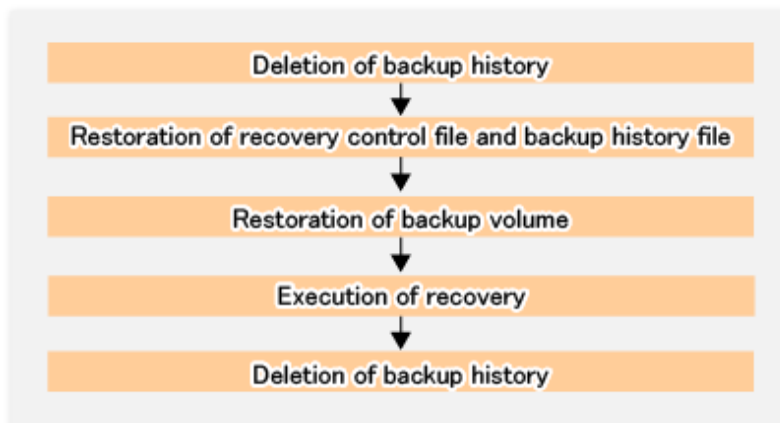 Deletion of backup history
Restoration of recovery control file and backup history file
Restoration of backup volume
Execution of recovery
Deletion of backup history